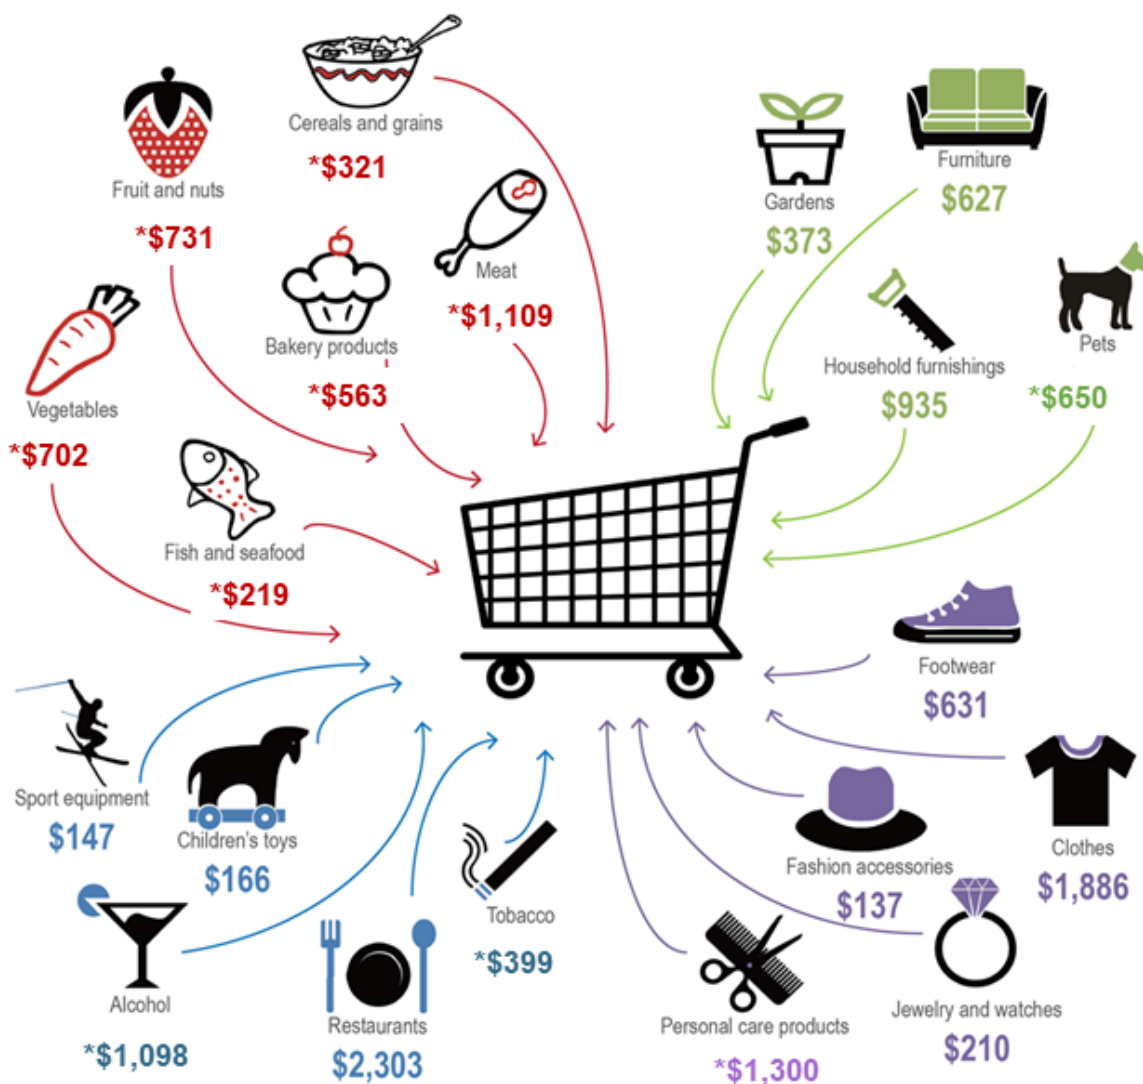 Cereals and grains
*$321
Fruit and nuts
*$731
Meat
*$1,109
Bakery products
*$563
Vegetables
*$702
Fish and seafood
*$219
Gardens
$373
Furniture
$627
Household furnishings
$935
Pets
*$650
Footwear
$631
Clothes
$1,886
Fashion accessories
$137
Jewelry and watches
$210
Personal care products
*$1,300
Sport equipment
$147
Children's toys
$166
Tobacco
*$399
Alcohol
*$1,098
Restaurants
$2,303